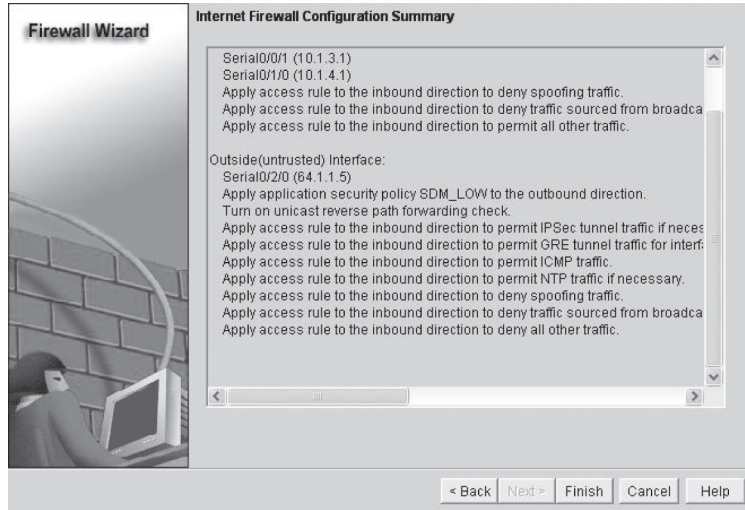 Firewall Wizard
Internet Firewall Configuration Summary
Serial0/0/1 (10.1.3.1)
Serial0/1/0 (10.1.4.1)
Apply access rule to the inbound direction to deny spoofing traffic.
Apply access rule to the inbound direction to deny traffic sourced from broadca
Apply access rule to the inbound direction to permit all other traffic.
Outside(untrusted) Interface:
Serial0/2/0 (64.1.1.5)
Apply application security policy SDM_LOW to the outbound direction.
Turn on unicast reverse path forwarding check.
Apply access rule to the inbound direction to permit IPSec tunnel traffic if neces
Apply access rule to the inbound direction to permit GRE tunnel traffic for interfa
Apply access rule to the inbound direction to permit ICMP traffic.
Apply access rule to the inbound direction to permit NTP traffic if necessary.
Apply access rule to the inbound direction to deny spoofing traffic.
Apply access rule to the inbound direction to deny traffic sourced from broadca
Apply access rule to the inbound direction to deny all other traffic.
< Back Next > Finish Cancel Help